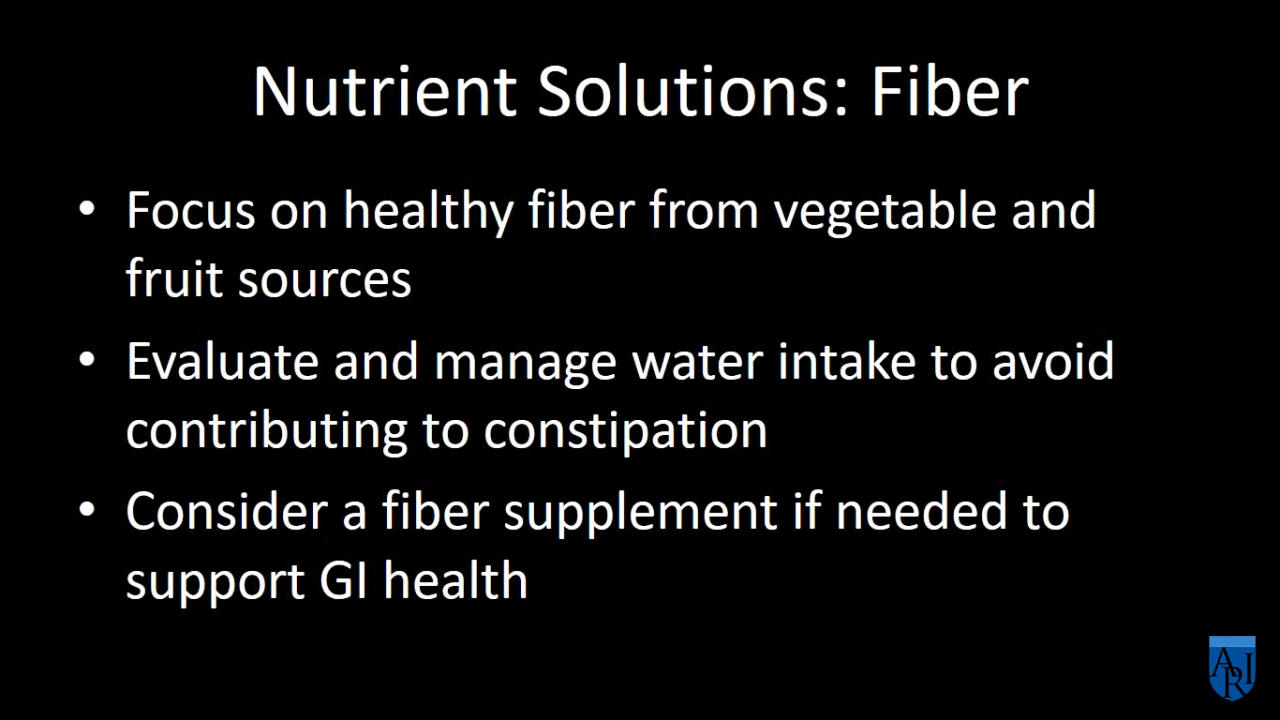 Nutrient Solutions: Fiber
• Focus on healthy fiber from vegetable and
fruit sources
• Evaluate and manage water intake to avoid
contributing to constipation
• Consider a fiber supplement if needed to
support GI health
ARI